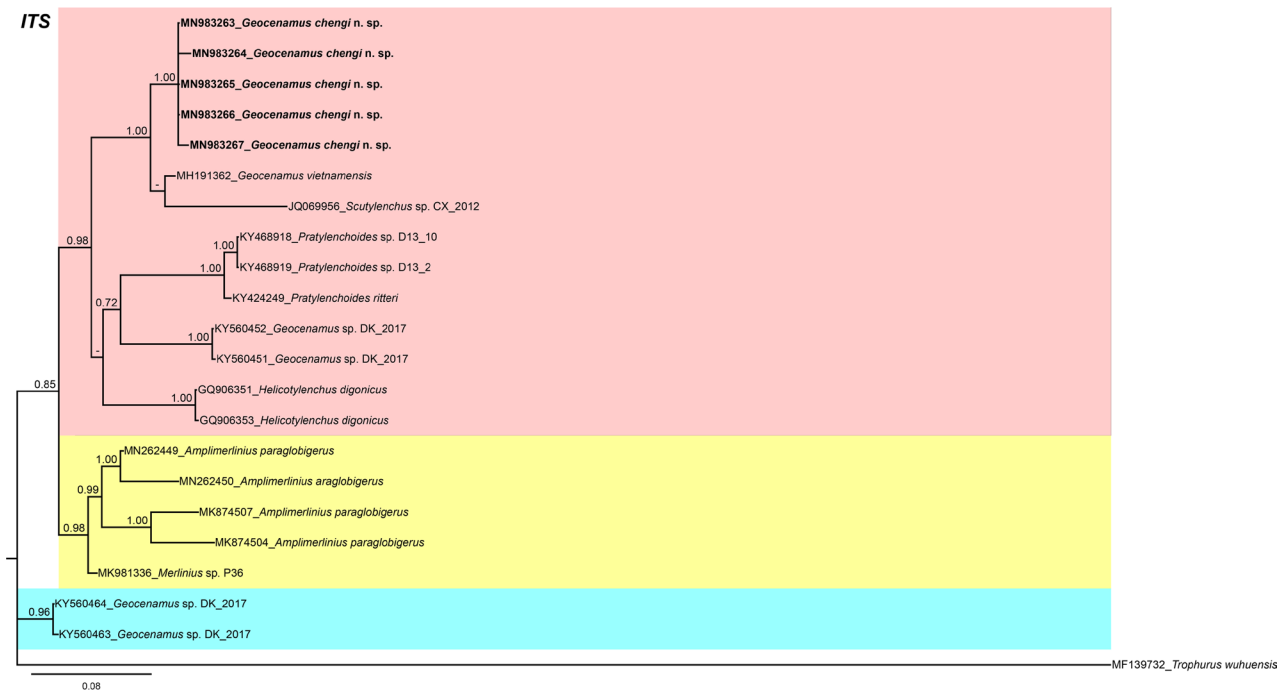 ITS
MN983263_Geocenamus chengi n. sp.
MN983264_Geocenamus chengi n. sp.
1.00
MN983265_Geocenamus chengi n. sp.
MN983266_Geocenamus chengi n. sp.
1.00
MN983267_Geocenamus chengi n. sp.
MH191362_Geocenamus vietnamensis
-
JQ069956_Scutylenchus sp. CX_2012
0.98
KY468918_Pratylenchoides sp. D13_10
1.00
KY468919_Pratylenchoides sp. D13_2
1.00
KY424249_Pratylenchoides ritteri
0.72
KY560452_Geocenamus sp. DK_2017
1.00
KY560451_Geocenamus sp. DK_2017
-
GQ906351_Helicotylenchus digonicus
1.00
GQ906353_Helicotylenchus digonicus
0.85
MN262449_Amplimerlinius paraglobigerus
1.00
MN262450_Amplimerlinius araglobigerus
0.99
MK874507_Amplimerlinius paraglobigerus
1.00
MK874504_Amplimerlinius paraglobigerus
0.98
MK981336_Merlinius sp. P36
KY560464_Geocenamus sp. DK_2017
0.96
KY560463_Geocenamus sp. DK_2017
MF139732_Trophurus wuhuensis
0.08